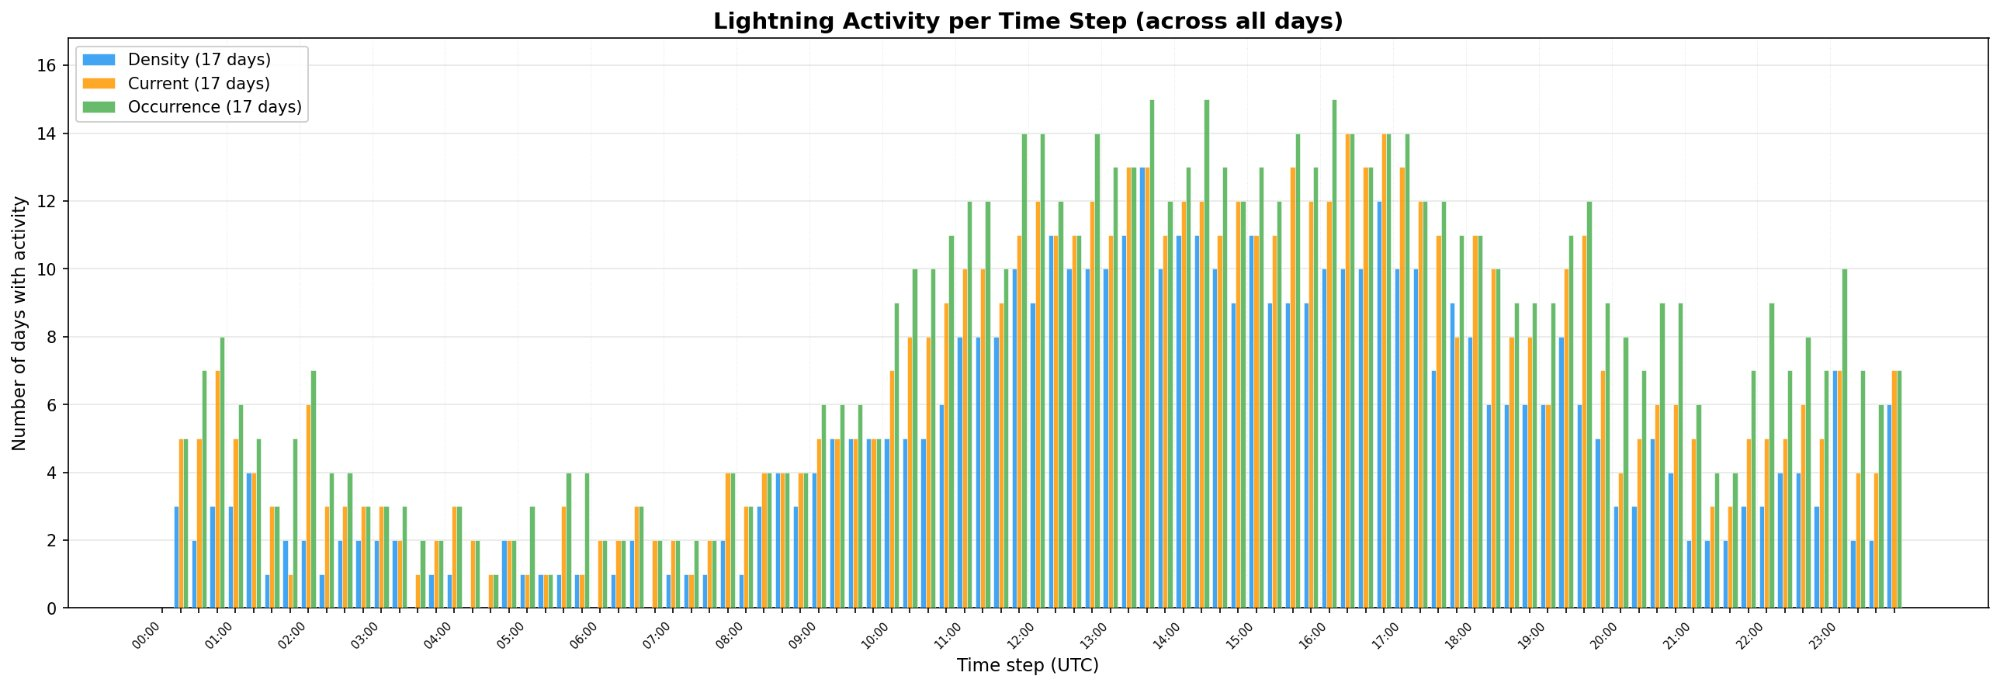 Lightning Activity per Time Step (across all days)
Density (17 days)
Current (17 days)
Occurrence (17 days)
Number of days with activity
16
14
12
10
8
6
4
2
0
00:00 01:00 02:00 03:00 04:00 05:00 06:00 07:00 08:00 09:00 10:00 11:00 12:00 13:00 14:00 15:00 16:00 17:00 18:00 19:00 20:00 21:00 22:00 23:00
Time step (UTC)